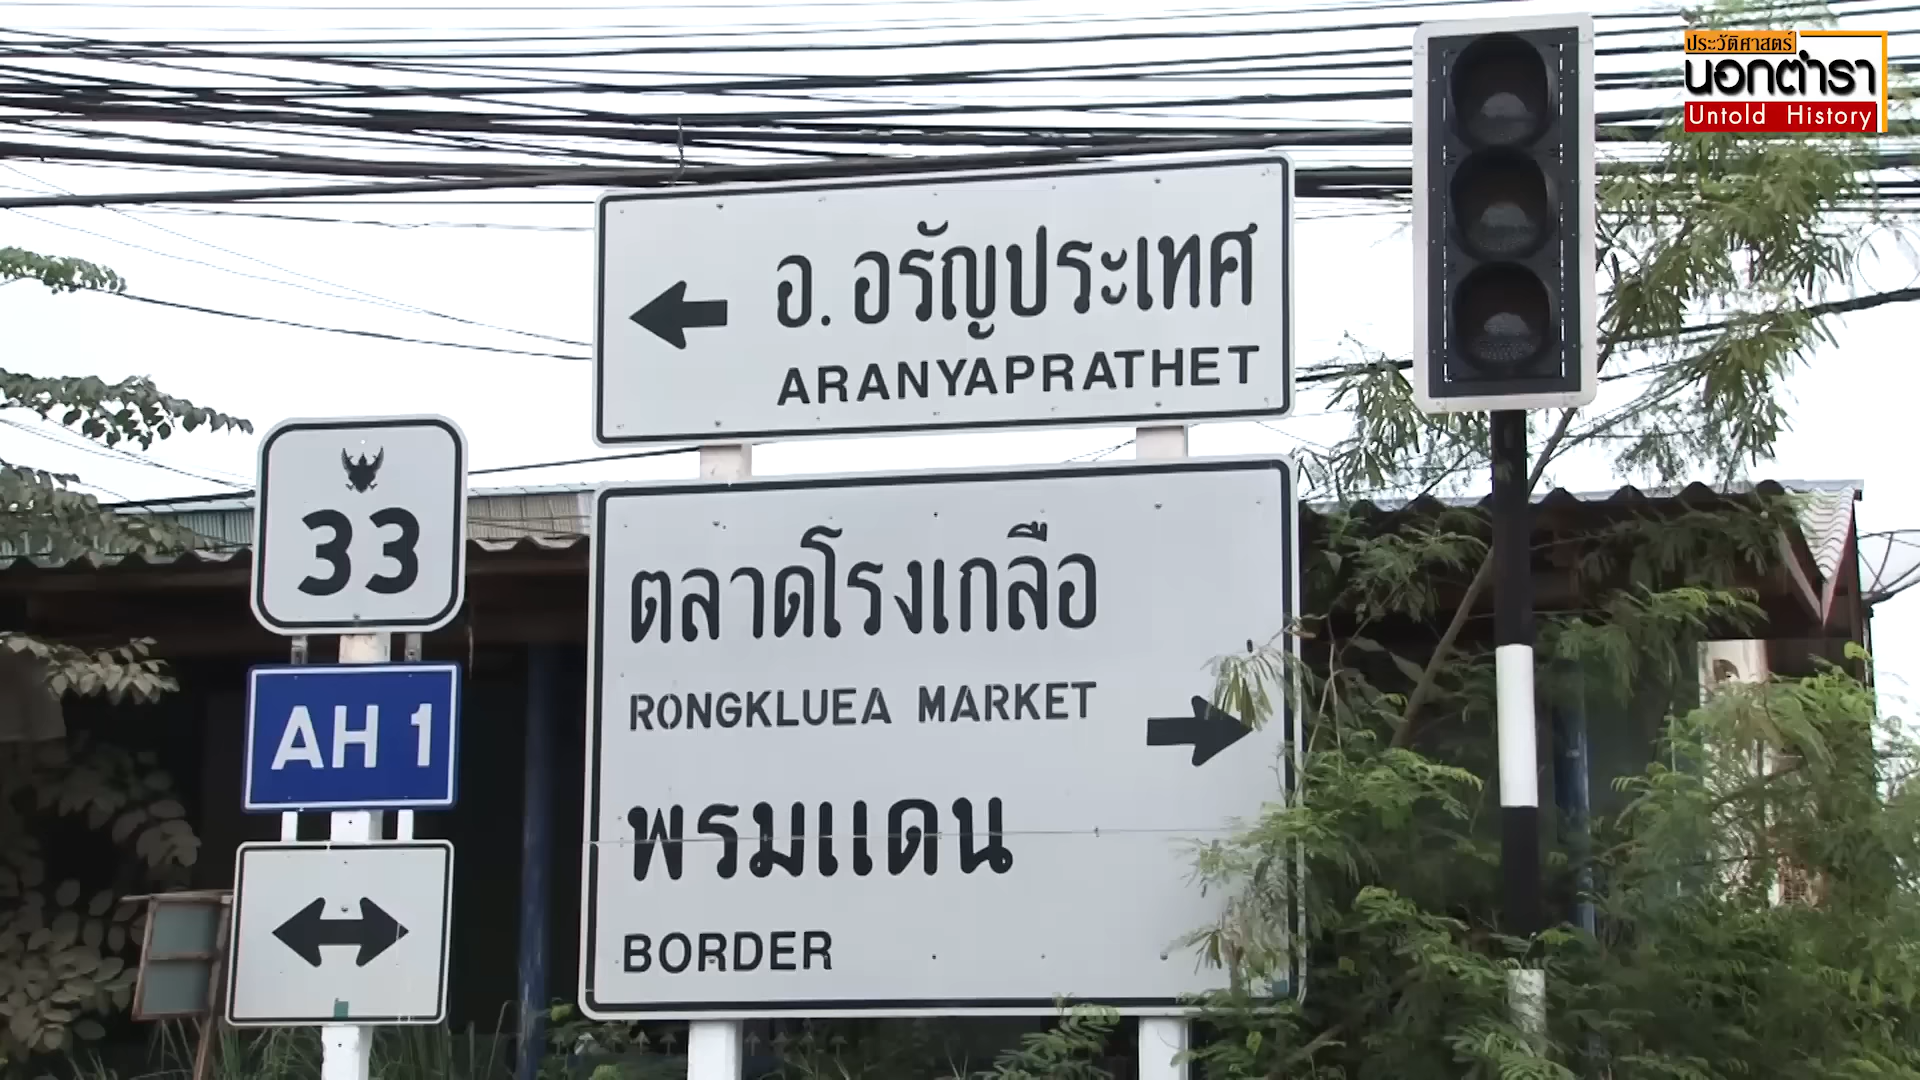 ประวัติศาสตร์
นอกตำรา
Untold History
อ. อรัญประเทศ
ARANYAPRATHET
33
AH 1
ตลาดโรงเกลือ
RONGKLUEA MARKET
พรมแดน
BORDER